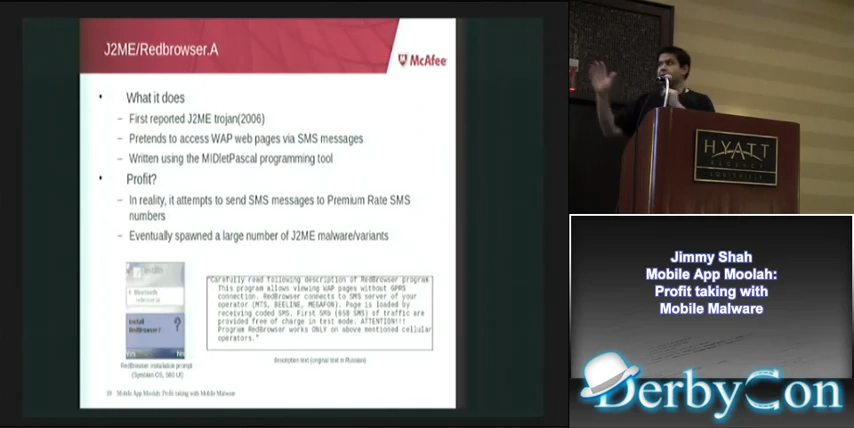 J2ME/Redbrowser.A
McAfee
• What it does
– First reported J2ME trojan(2006)
– Pretends to access WAP web pages via SMS messages
– Written using the MIDletPascal programming tool
• Profit?
– In reality, it attempts to send SMS messages to Premium Rate SMS
numbers
– Eventually spawned a large number of J2ME malware/variants
Install
RedBrowser?
Yes No
RedBrowser installation prompt
(Symbian OS, S60 UI)
"Carefully read following description of RedBrowser program
This program allows viewing WAP pages without GPRS
connection. RedBrowser connects to SMS server of your
operator (MTS, BEELINE, MEGAFON). Page is loaded by
receiving coded SMS. First 5Mb (650 SMS) of traffic are
provided free of charge in test mode. ATTENTION!!!
Program RedBrowser works ONLY on above mentioned cellular
operators."
description text (original text in Russian)
Mobile App Moolah: Profit taking with Mobile Malware
HYATT
REGENCY
LOUISVILLE
Jimmy Shah
Mobile App Moolah:
Profit taking with
Mobile Malware
DerbyCon